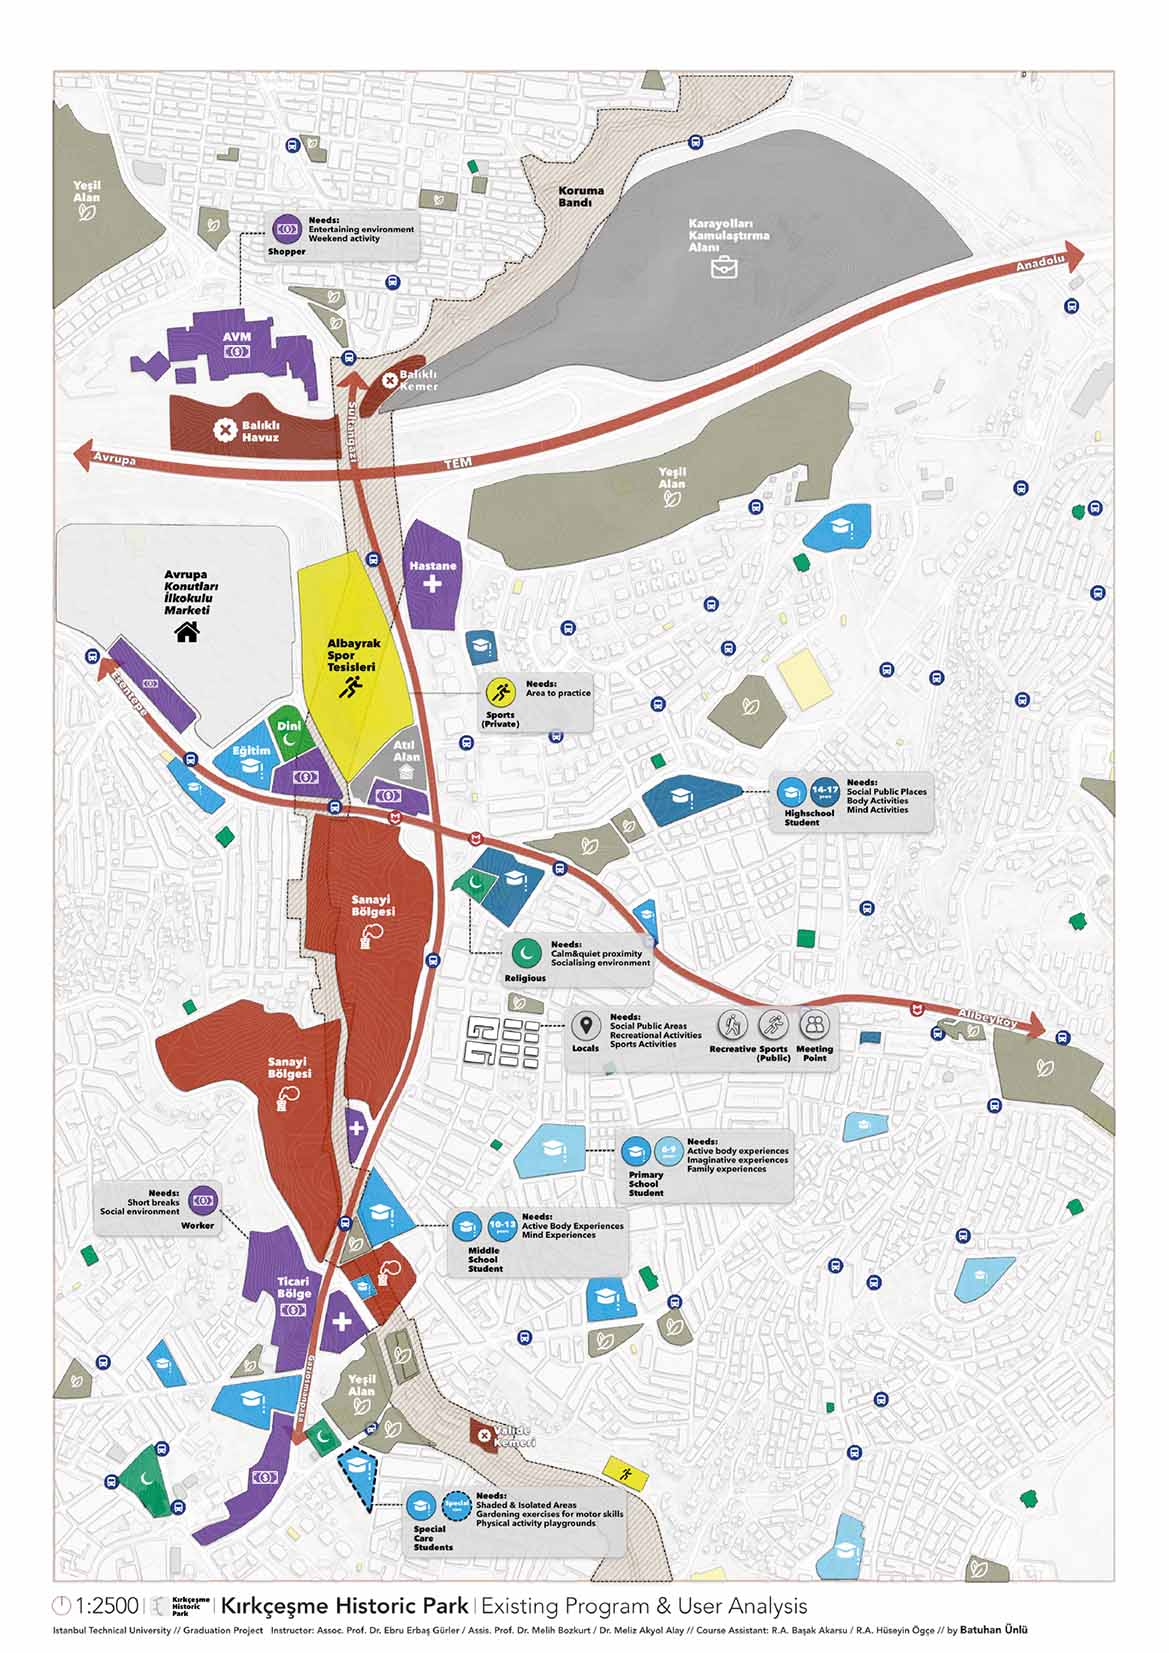 Yeşil
Alan
Koruma
Bandı
Karayolları
Kamulaştırma
Alanı
Needs:
Entertaining environment
Weekend activity
Shopper
Anadolu
AVM
Balıklı
Kemer
Sultangazi
Balıklı
Havuz
Avrupa
TEM
Yeşil
Alan
Avrupa
Konutları
İlkokulu
Marketi
Hastane
Albayrak
Spor
Tesisleri
Needs:
Area to practice
Sports
(Private)
Esentepe
Dini
Eğitim
Atıl
Alan
14-17
years
Highschool
Student
Needs:
Social Public Places
Body Activities
Mind Activities
Sanayi
Bölgesi
Needs:
Calm&quiet proximity
Socialising environment
Religious
Needs:
Social Public Areas
Recreational Activities
Sports Activities
Locals
Recreative
Sports
(Public)
Meeting
Point
Alibeyköy
Sanayi
Bölgesi
6-9
years
Needs:
Active body experiences
Imaginative experiences
Family experiences
Primary
School
Student
Needs:
Short breaks
Social environment
Worker
10-13
years
Needs:
Active Body Experiences
Mind Experiences
Middle
School
Student
Ticari
Bölge
Gaziosmanpaşa
Yeşil
Alan
Valide
Kemeri
Special
care
Needs:
Shaded & Isolated Areas
Gardening exercises for motor skills
Physical activity playgrounds
Special
Care
Students
1:2500 Kırkçeşme Historic Park Kırkçeşme Historic Park | Existing Program & User Analysis
Istanbul Technical University // Graduation Project Instructor: Assoc. Prof. Dr. Ebru Erbaş Gürler / Assis. Prof. Dr. Melih Bozkurt / Dr. Meliz Akyol Alay // Course Assistant: R.A. Başak Akarsu / R.A. Hüseyin Ögçe // by Batuhan Ünlü